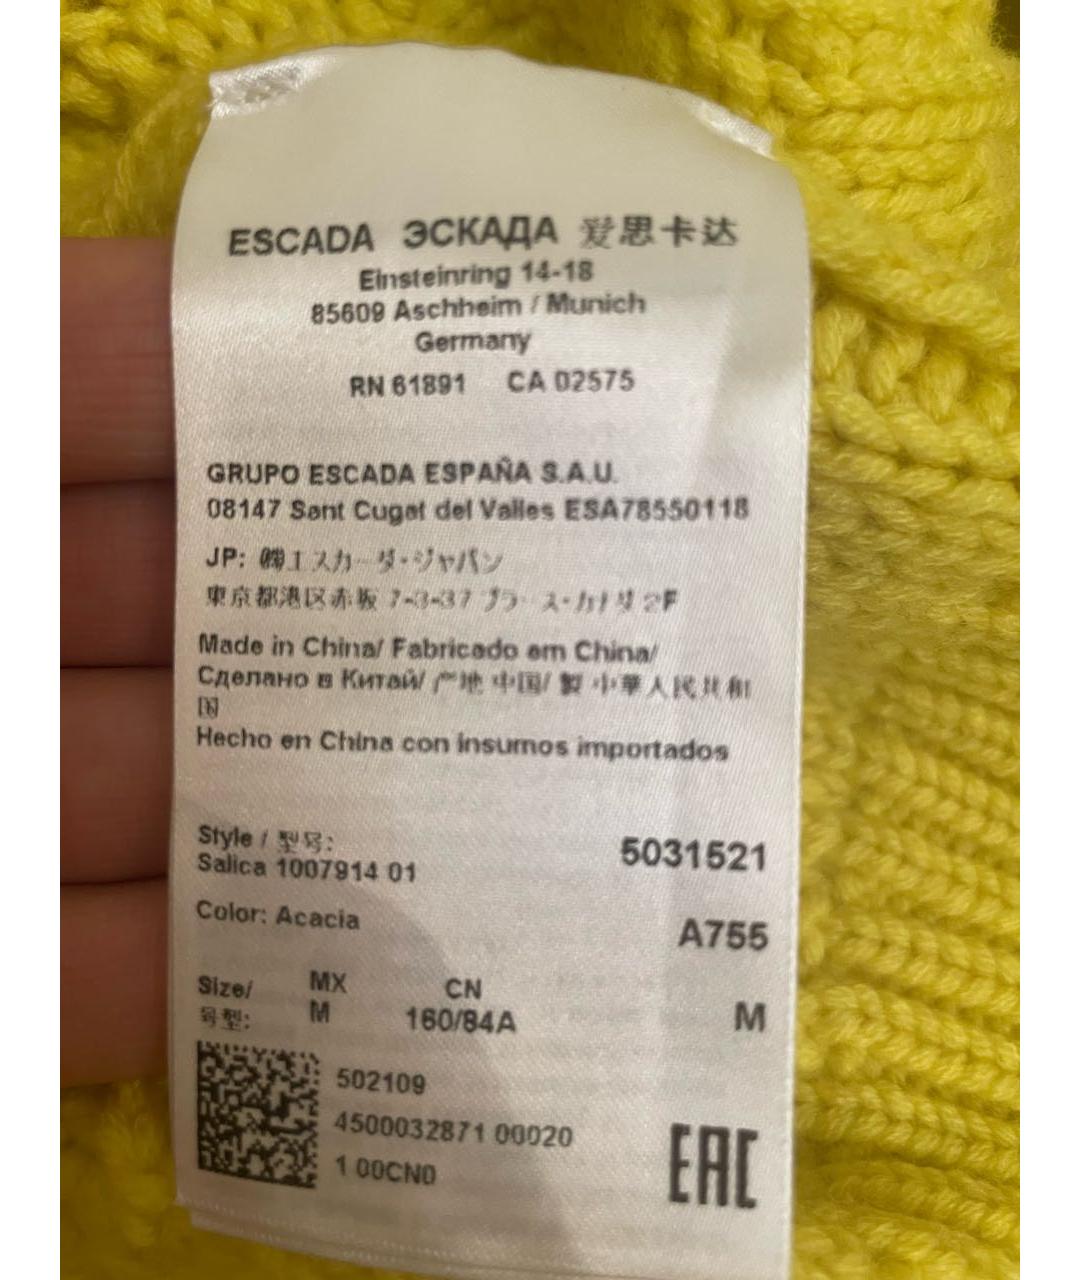 ESCADA ЭСКАДА 爱思卡达
Einsteinring 14-18
85609 Aschheim / Munich
Germany
RN 61891 CA 02575
GRUPO ESCADA ESPAÑA S.A.U.
08147 Sant Cugat del Valles ESA78550118
JP: ㈱エスカーダ・ジャパン
東京都港区赤坂 7-3-37 プラース・カナダ 2F
Made in China/ Fabricado em China/
Сделано в Китай/ 产地 中国/ 製 中華人民共和
国
Hecho en China con insumos importados
Style / 型号: 5031521
Salica 1007914 01
Color: Acacia A755
Size/ MX CN
号型: M 160/84A M
502109
4500032871 00020
1 00CN0
EAC